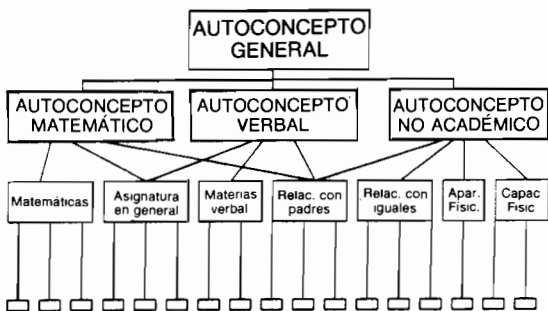 AUTOCONCEPTO
GENERAL
AUTOCONCEPTO
MATEMÁTICO
AUTOCONCEPTO
VERBAL
AUTOCONCEPTO
NO ACADÉMICO
Matemáticas
Asignatura
en general
Materias
verbal
Relac. con
padres
Relac. con
iguales
Apar.
Físic.
Capac
Fisic